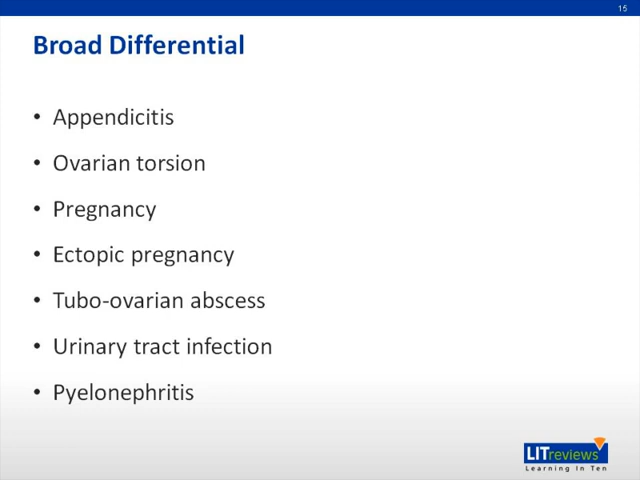 15
Broad Differential
• Appendicitis
• Ovarian torsion
• Pregnancy
• Ectopic pregnancy
• Tubo-ovarian abscess
• Urinary tract infection
• Pyelonephritis
LITreviews
Learning In Ten